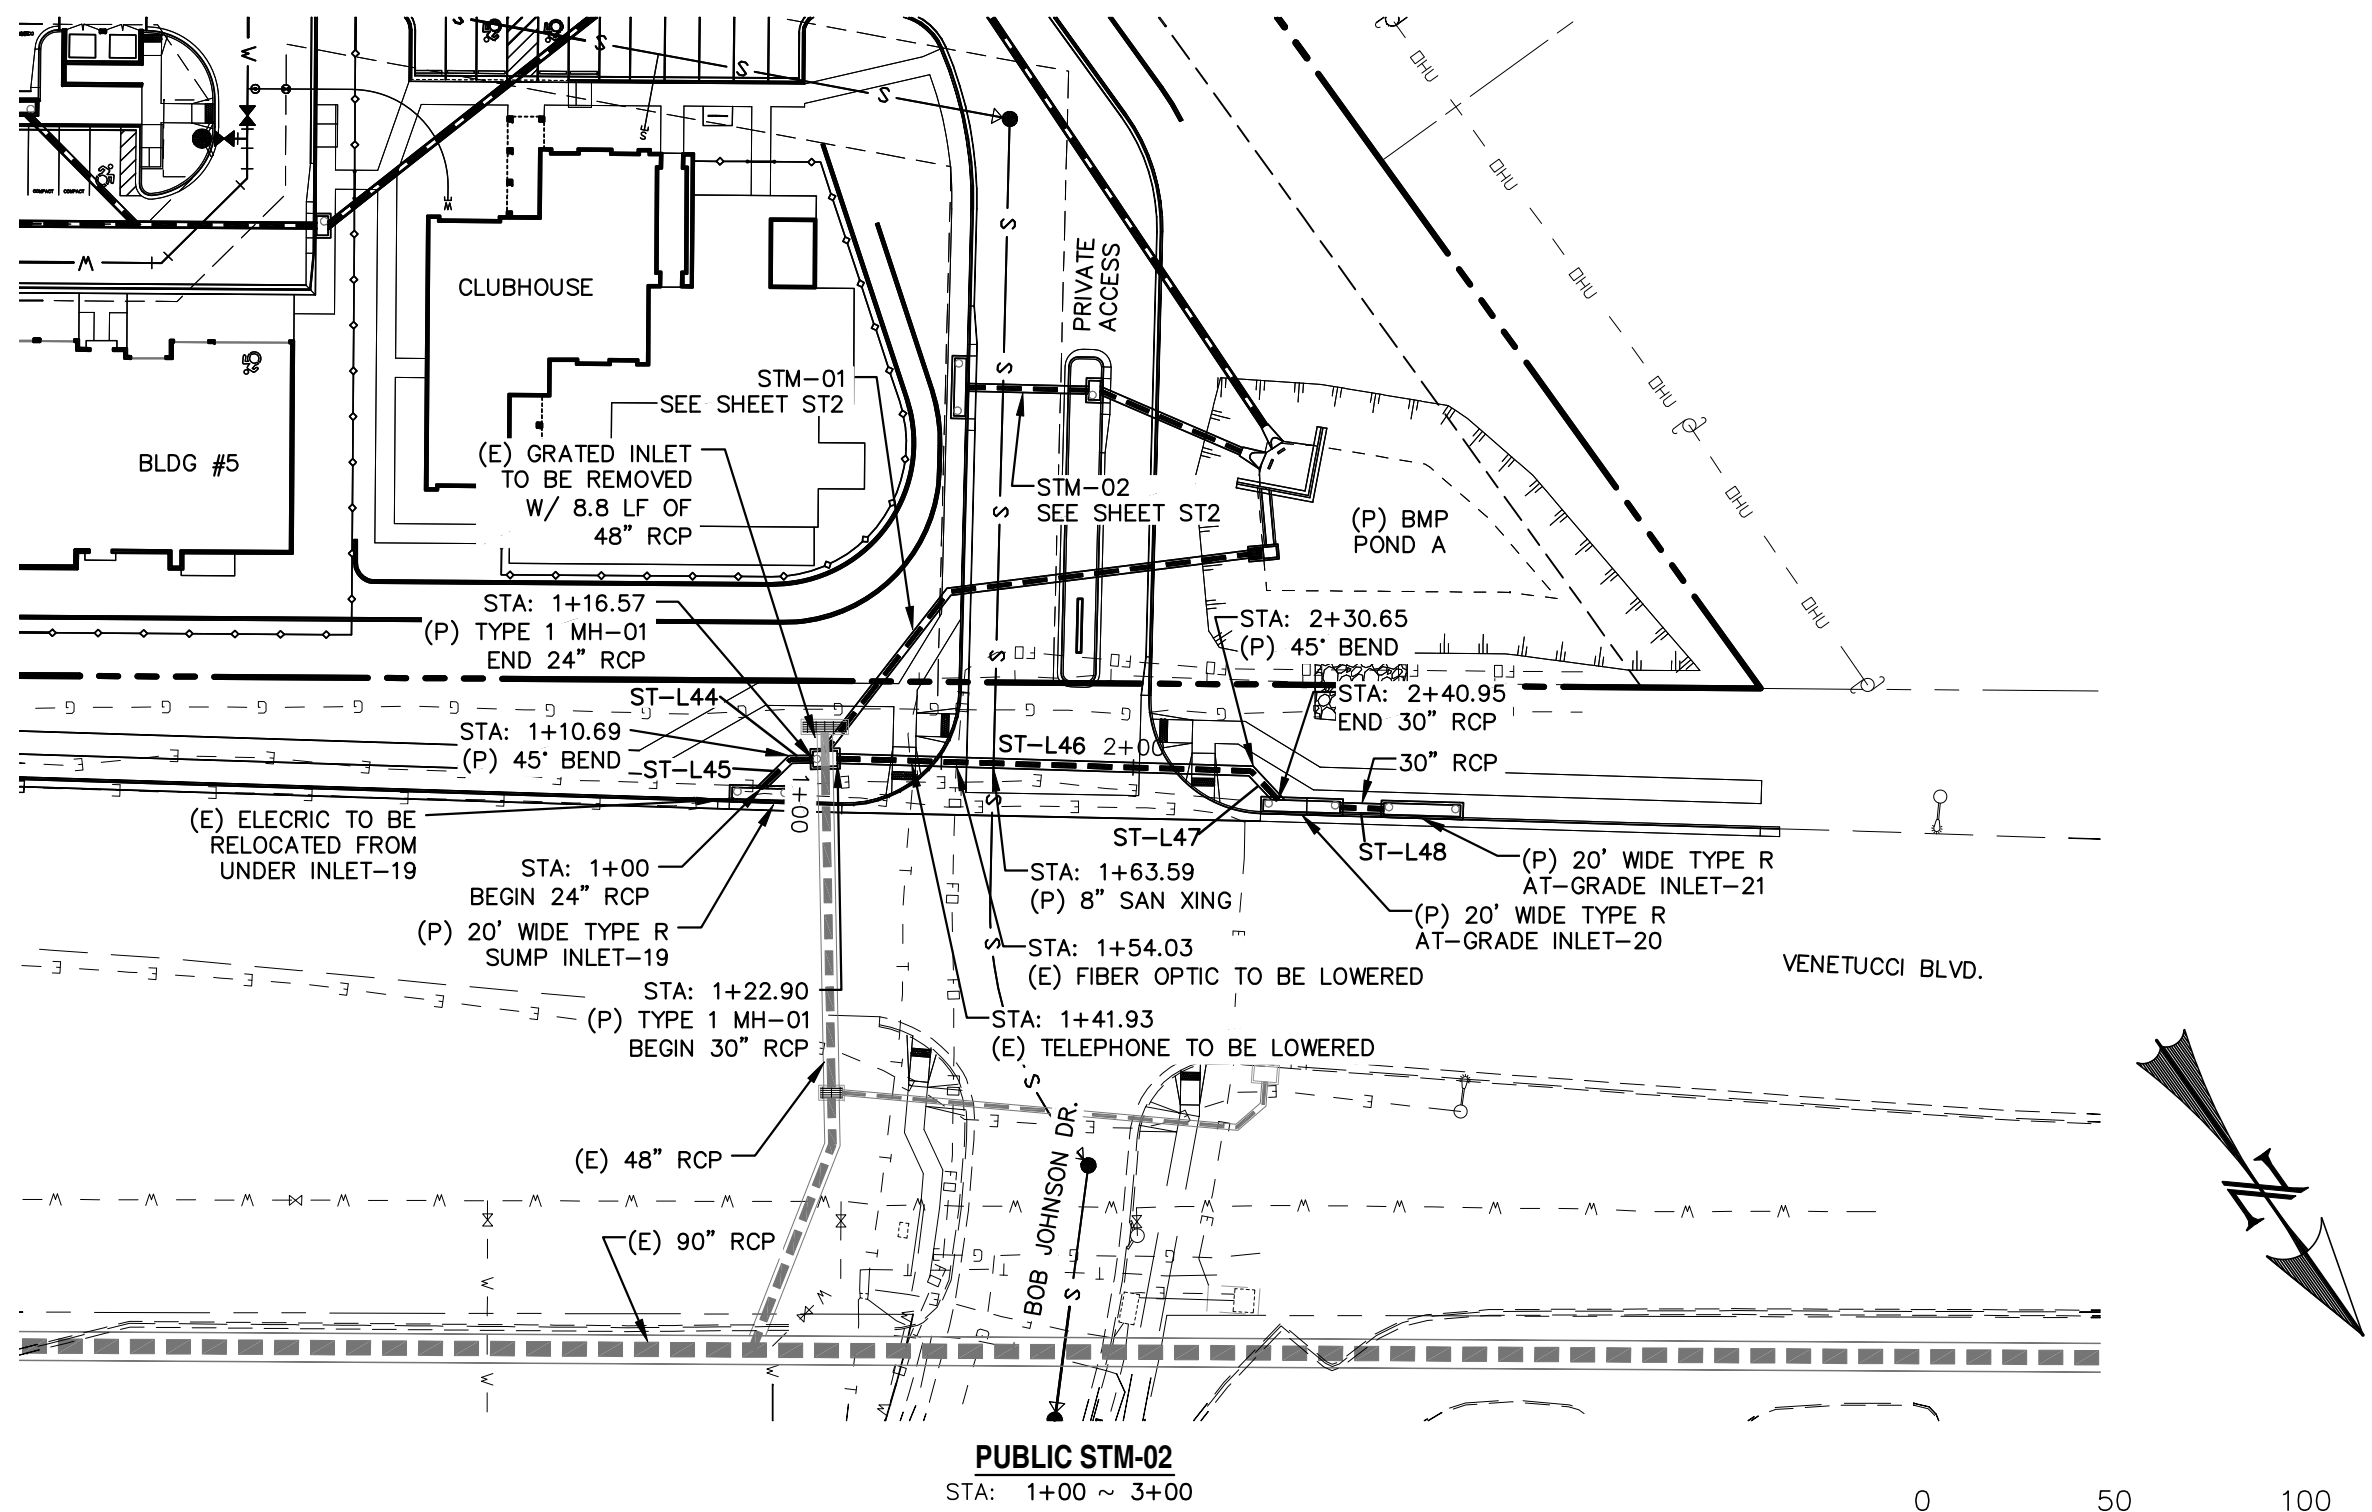 COMPACT
COMPACT
CLUBHOUSE
PRIVATE
ACCESS
BLDG #5
STM-01
SEE SHEET ST2
(E) GRATED INLET
TO BE REMOVED
W/ 8.8 LF OF
48" RCP
STM-02
SEE SHEET ST2
(P) BMP
POND A
STA: 1+16.57
(P) TYPE 1 MH-01
END 24" RCP
STA: 2+30.65
(P) 45° BEND
ST-L44
STA: 2+40.95
END 30" RCP
STA: 1+10.69
(P) 45° BEND
ST-L45
ST-L46
2+00
30" RCP
1+00
(E) ELECRIC TO BE
RELOCATED FROM
UNDER INLET-19
ST-L47
ST-L48
STA: 1+00
BEGIN 24" RCP
STA: 1+63.59
(P) 8" SAN XING
(P) 20' WIDE TYPE R
AT-GRADE INLET-21
(P) 20' WIDE TYPE R
AT-GRADE INLET-20
(P) 20' WIDE TYPE R
SUMP INLET-19
STA: 1+54.03
(E) FIBER OPTIC TO BE LOWERED
VENETUCCI BLVD.
STA: 1+22.90
(P) TYPE 1 MH-01
BEGIN 30" RCP
STA: 1+41.93
(E) TELEPHONE TO BE LOWERED
(E) 48" RCP
BOB JOHNSON DR.
(E) 90" RCP
OHU
OHU
OHU
OHU
OHU
OHU
N
PUBLIC STM-02
STA: 1+00 ~ 3+00
0 50 100